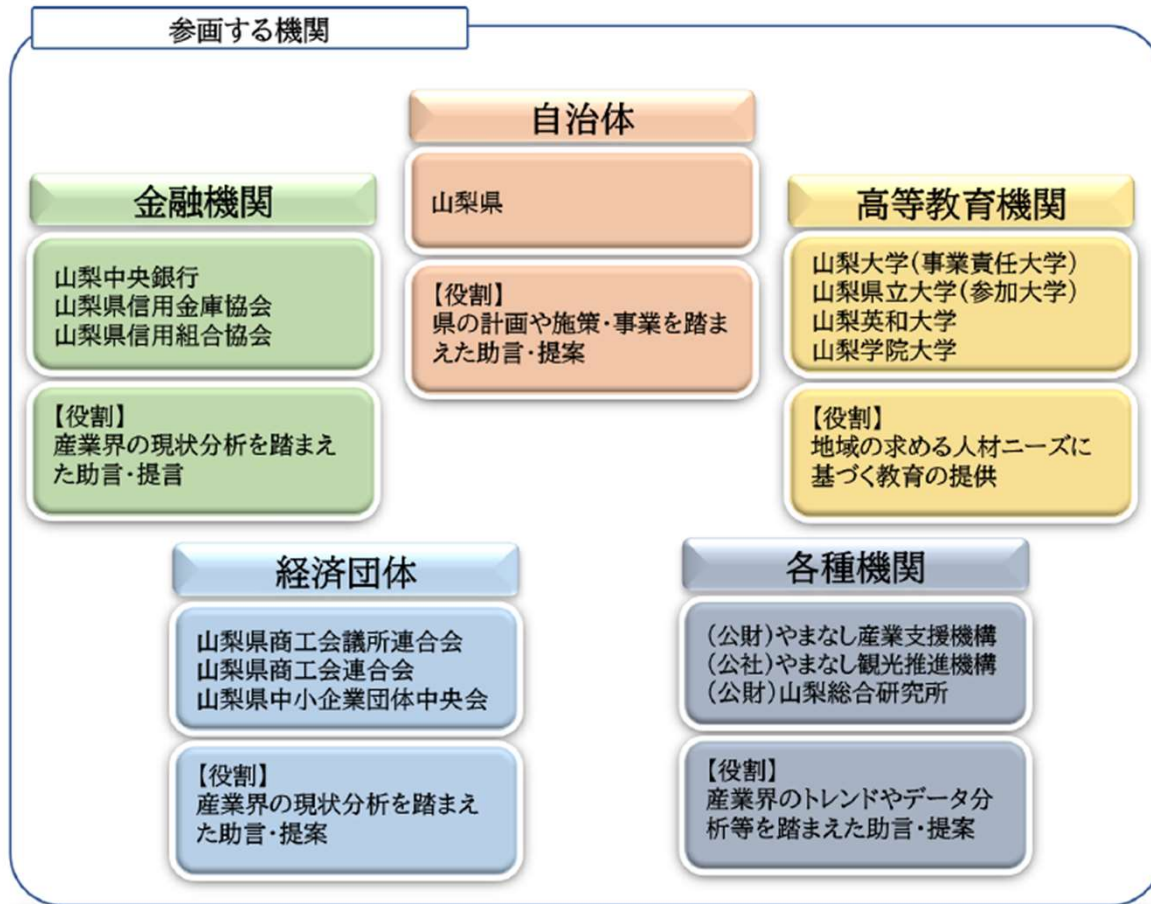 参画する機関
自治体
山梨県
【役割】
県の計画や施策・事業を踏ま
えた助言・提案
金融機関
山梨中央銀行
山梨県信用金庫協会
山梨県信用組合協会
【役割】
産業界の現状分析を踏まえ
た助言・提言
高等教育機関
山梨大学(事業責任大学)
山梨県立大学(参加大学)
山梨英和大学
山梨学院大学
【役割】
地域の求める人材ニーズに
基づく教育の提供
経済団体
山梨県商工会議所連合会
山梨県商工会連合会
山梨県中小企業団体中央会
【役割】
産業界の現状分析を踏まえ
た助言・提案
各種機関
(公財)やまなし産業支援機構
(公社)やまなし観光推進機構
(公財)山梨総合研究所
【役割】
産業界のトレンドやデータ分
析等を踏まえた助言・提案